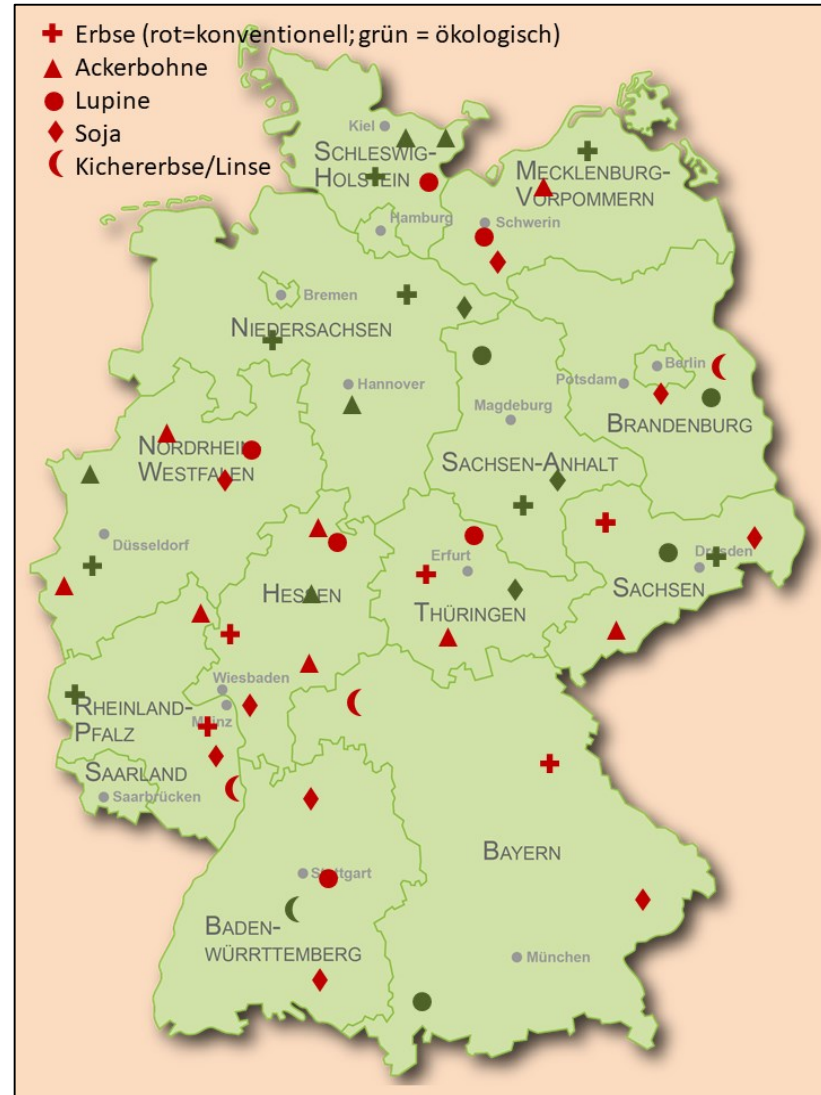 Erbse (rot=konventionell; grün = ökologisch)
Ackerbohne
Lupine
Soja
Kichererbse/Linse
Kiel
SCHLESWIG-
HOLSTEIN
MECKLENBURG-
VORPOMMERN
Hamburg
Schwerin
Bremen
NIEDERSACHSEN
Hannover
Berlin
Potsdam
BRANDENBURG
Magdeburg
NORDRHEIN
WESTFALEN
SACHSEN-ANHALT
Düsseldorf
Erfurt
Dresden
HESSEN
THÜRINGEN
SACHSEN
Wiesbaden
Mainz
RHEINLAND-
PFALZ
SAARLAND
Saarbrücken
Stuttgart
BAYERN
BADEN-
WÜRRTTEMBERG
München